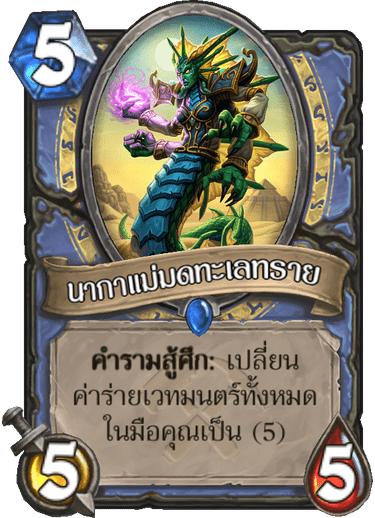 5
นากาแม่มดทะเลทราย
คำรามสู้ศึก: เปลี่ยน
ค่าร่ายเวทมนตร์ทั้งหมด
ในมือคุณเป็น (5)
5
5